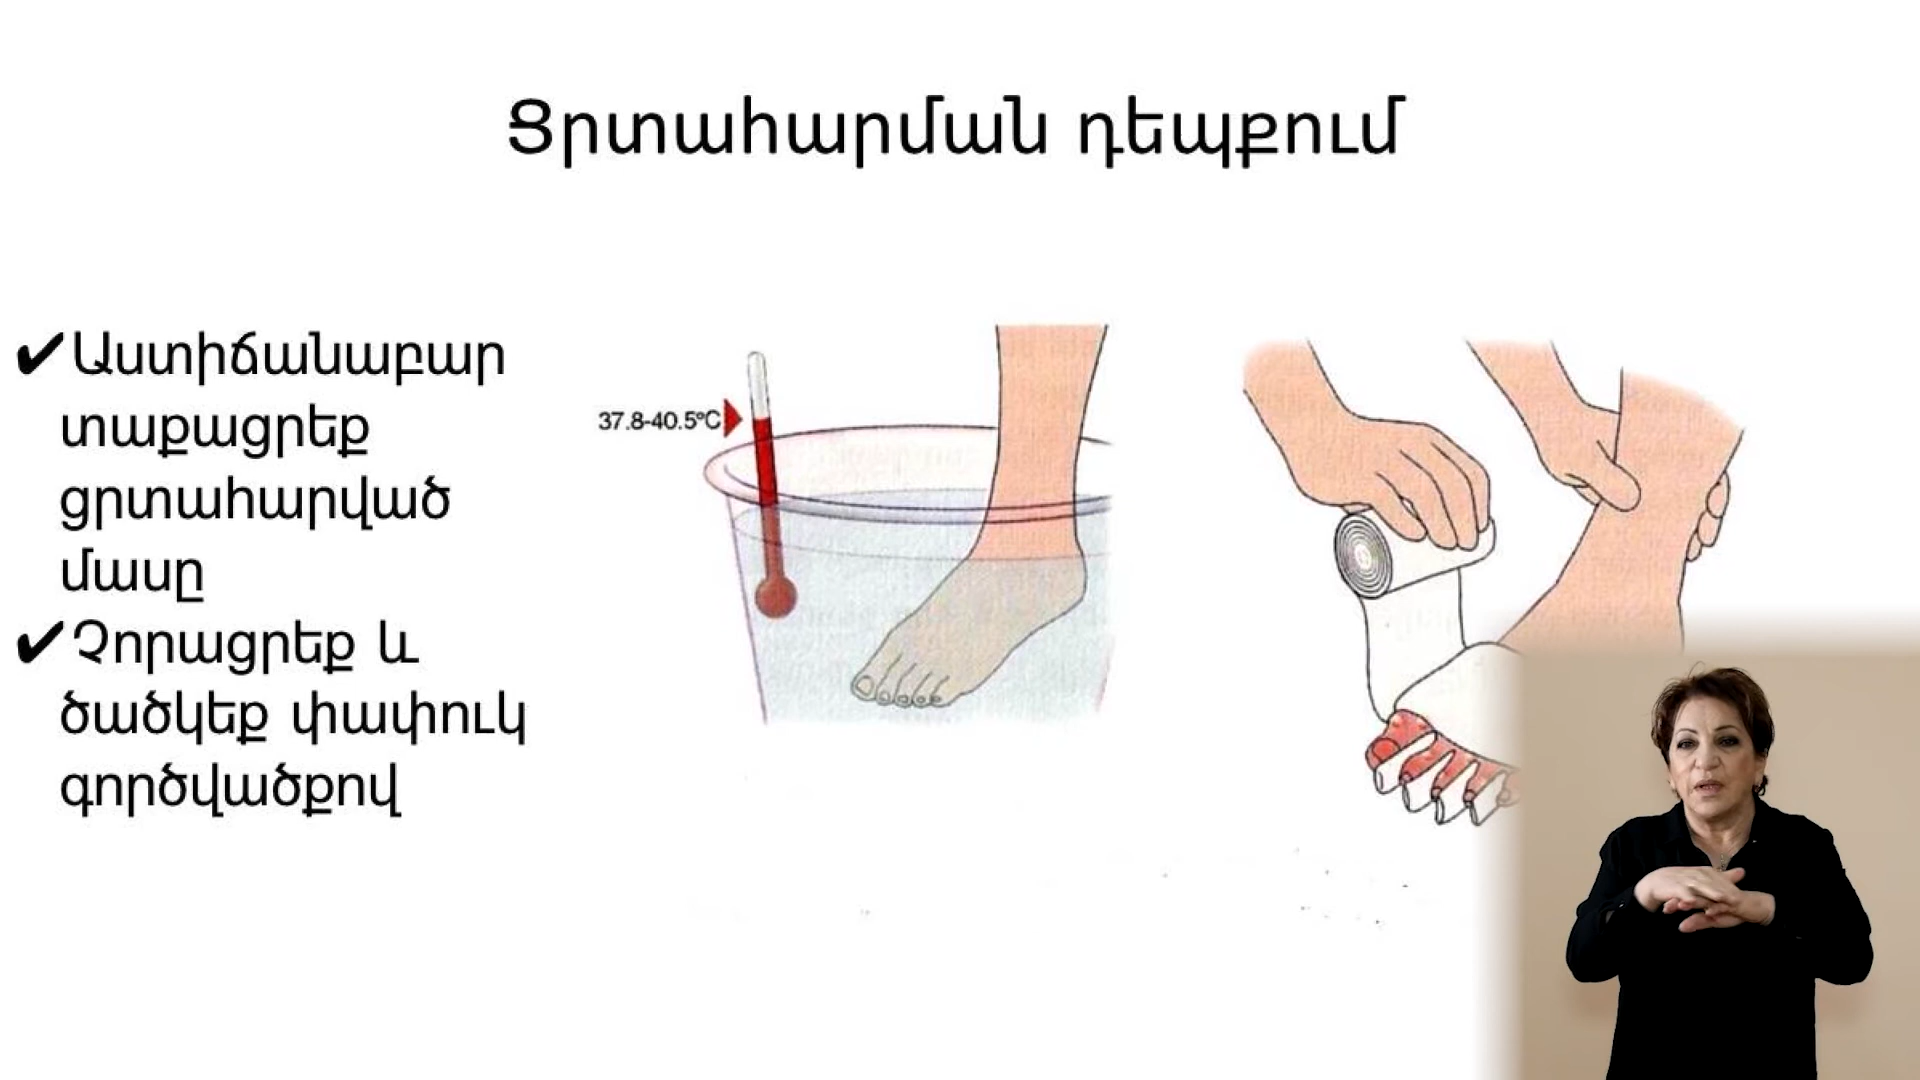 Ցրտահարման դեպքում
✔Աստիճանաբար
տաքացրեք
ցրտահարված
մասը
✔Չորացրեք և
ծածկեք փափուկ
գործվածքով
37.8-40.5°C